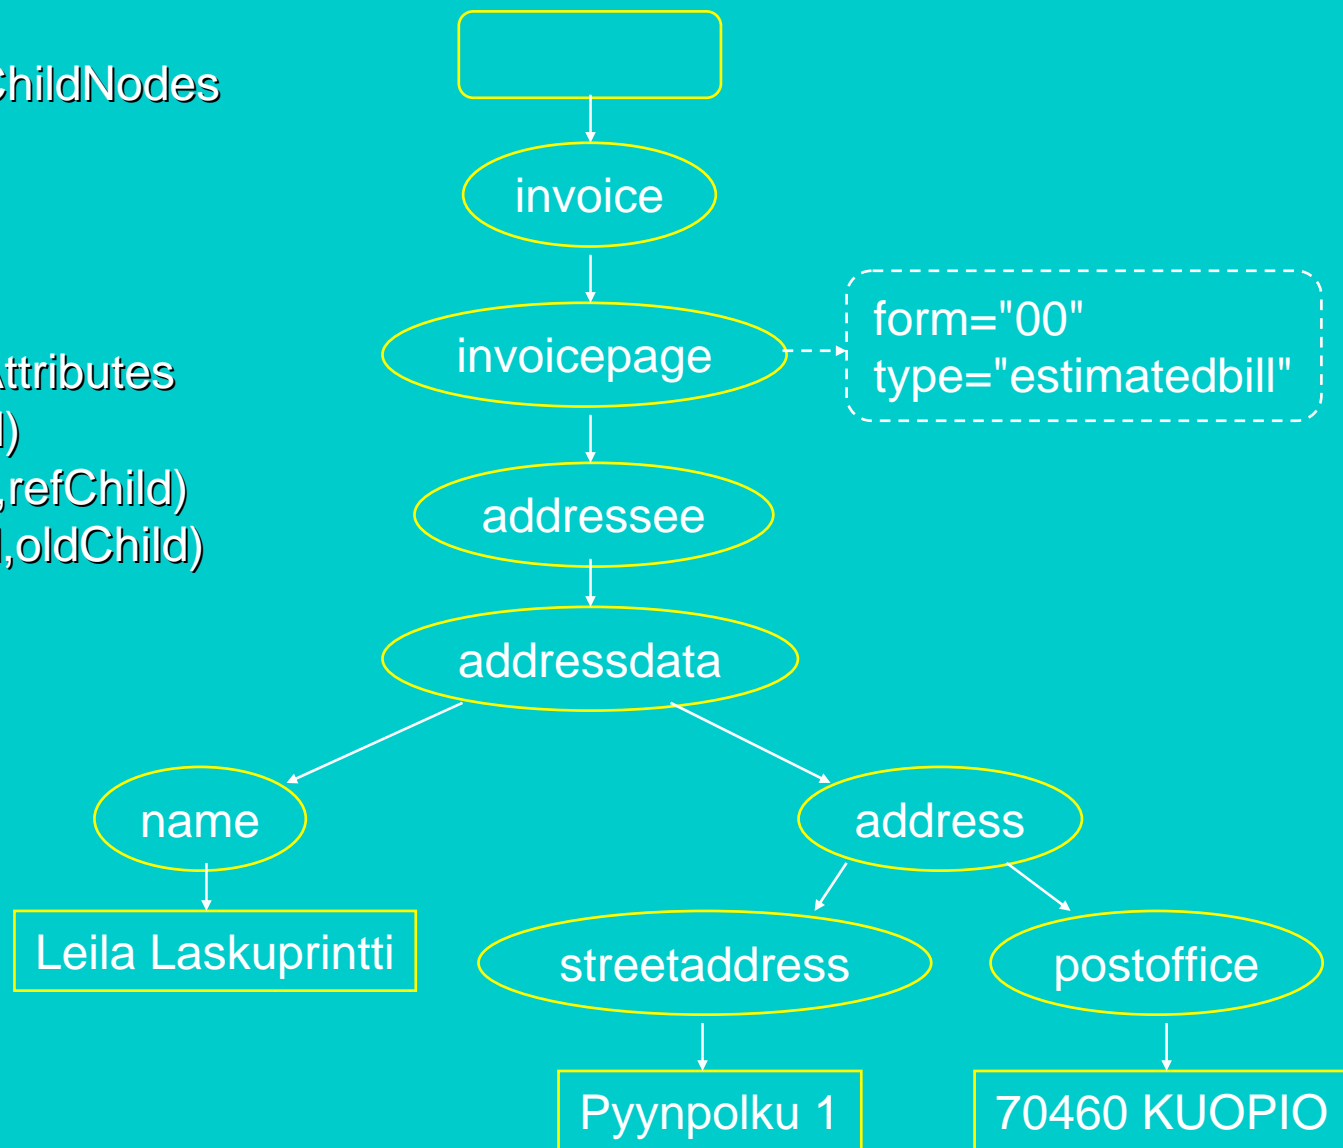 ChildNodes
Attributes
d)
,refChild)
d,oldChild)
invoice
invoicepage
form="00"
type="estimatedbill"
addressee
addressdata
name
address
Leila Laskuprintti
streetaddress
postoffice
Pyynpolku 1
70460 KUOPIO